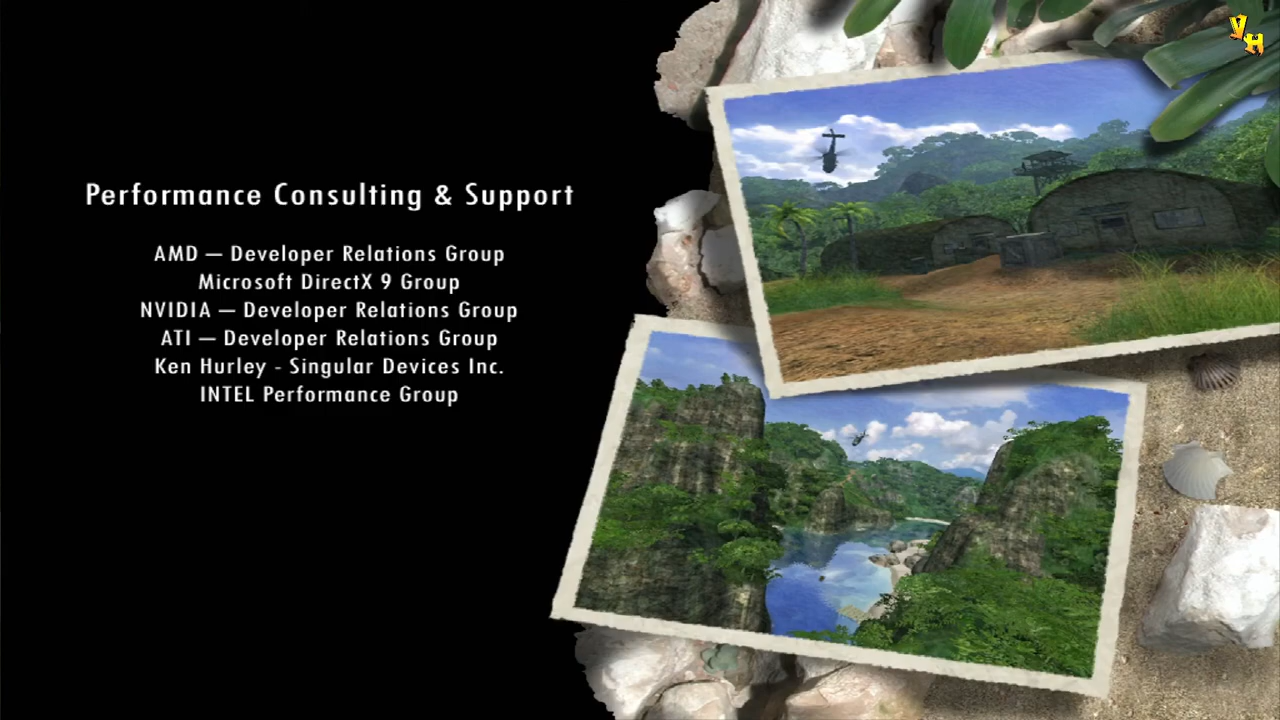 Performance Consulting & Support
AMD — Developer Relations Group
Microsoft DirectX 9 Group
NVIDIA — Developer Relations Group
ATI — Developer Relations Group
Ken Hurley - Singular Devices Inc.
INTEL Performance Group
VH